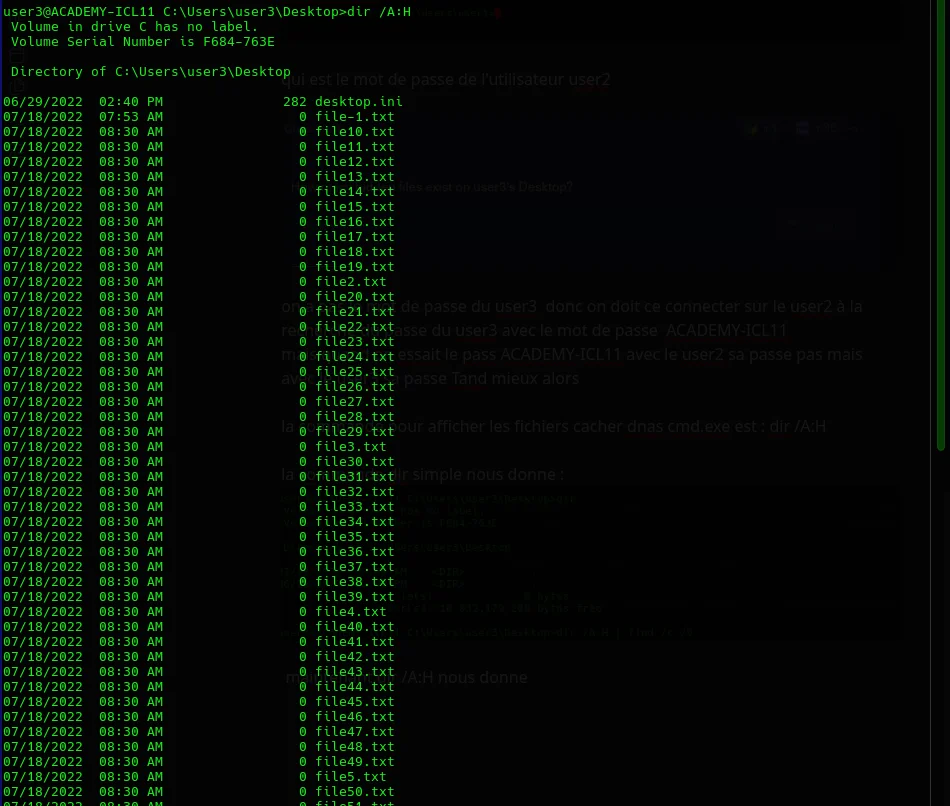 user3@ACADEMY-ICL11 C:\Users\user3\Desktop>dir /A:H
Volume in drive C has no label.
Volume Serial Number is F684-763E
Directory of C:\Users\user3\Desktop
qui est le mot de passe de l'utilisateur user2
06/29/2022  02:40 PM               282 desktop.ini
07/18/2022  07:53 AM                 0 file-1.txt
07/18/2022  08:30 AM                 0 file10.txt
07/18/2022  08:30 AM                 0 file11.txt
07/18/2022  08:30 AM                 0 file12.txt
07/18/2022  08:30 AM                 0 file13.txt
07/18/2022  08:30 AM                 0 file14.txt
files exist on user3's Desktop?
07/18/2022  08:30 AM                 0 file15.txt
07/18/2022  08:30 AM                 0 file16.txt
07/18/2022  08:30 AM                 0 file17.txt
07/18/2022  08:30 AM                 0 file18.txt
07/18/2022  08:30 AM                 0 file19.txt
07/18/2022  08:30 AM                 0 file2.txt
07/18/2022  08:30 AM                 0 file20.txt
de passe du user3 donc on doit ce connecter sur le user2 à la
07/18/2022  08:30 AM                 0 file21.txt
07/18/2022  08:30 AM                 0 file22.txt
passe du user3 avec le mot de passe ACADEMY-ICL11
07/18/2022  08:30 AM                 0 file23.txt
07/18/2022  08:30 AM                 0 file24.txt
essait le pass ACADEMY-ICL11 avec le user2 sa passe pas mais
07/18/2022  08:30 AM                 0 file25.txt
07/18/2022  08:30 AM                 0 file26.txt
passe Tand mieux alors
07/18/2022  08:30 AM                 0 file27.txt
07/18/2022  08:30 AM                 0 file28.txt
pour afficher les fichiers cacher dnas cmd.exe est : dir /A:H
07/18/2022  08:30 AM                 0 file29.txt
07/18/2022  08:30 AM                 0 file3.txt
07/18/2022  08:30 AM                 0 file30.txt
simple nous donne :
07/18/2022  08:30 AM                 0 file31.txt
07/18/2022  08:30 AM                 0 file32.txt
07/18/2022  08:30 AM                 0 file33.txt
07/18/2022  08:30 AM                 0 file34.txt
07/18/2022  08:30 AM                 0 file35.txt
07/18/2022  08:30 AM                 0 file36.txt
07/18/2022  08:30 AM                 0 file37.txt
07/18/2022  08:30 AM                 0 file38.txt
07/18/2022  08:30 AM                 0 file39.txt
07/18/2022  08:30 AM                 0 file4.txt
07/18/2022  08:30 AM                 0 file40.txt
07/18/2022  08:30 AM                 0 file41.txt
07/18/2022  08:30 AM                 0 file42.txt
07/18/2022  08:30 AM                 0 file43.txt
/A:H nous donne
07/18/2022  08:30 AM                 0 file44.txt
07/18/2022  08:30 AM                 0 file45.txt
07/18/2022  08:30 AM                 0 file46.txt
07/18/2022  08:30 AM                 0 file47.txt
07/18/2022  08:30 AM                 0 file48.txt
07/18/2022  08:30 AM                 0 file49.txt
07/18/2022  08:30 AM                 0 file5.txt
07/18/2022  08:30 AM                 0 file50.txt
07/18/2022  08:30 AM                 0 file51.txt